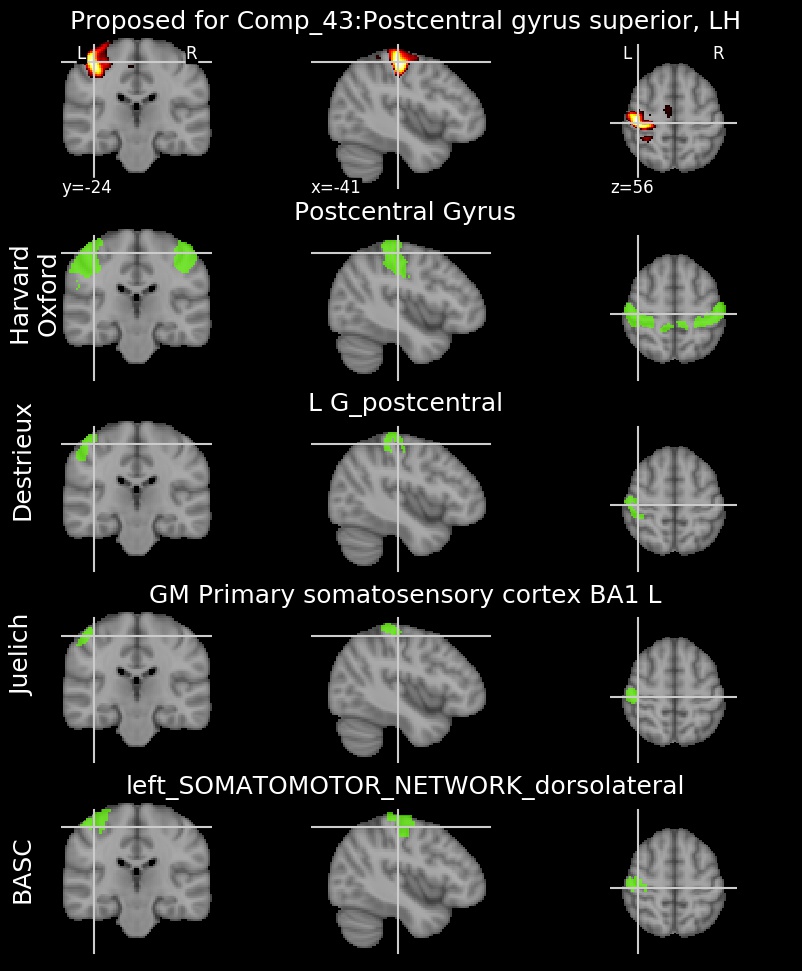 Proposed for Comp_43:Postcentral gyrus superior, LH
L R L R
y=-24 x=-41 z=56
Postcentral Gyrus
Harvard
Oxford
L G_postcentral
Destrieux
GM Primary somatosensory cortex BA1 L
Juelich
left_SOMATOMOTOR_NETWORK_dorsolateral
BASC